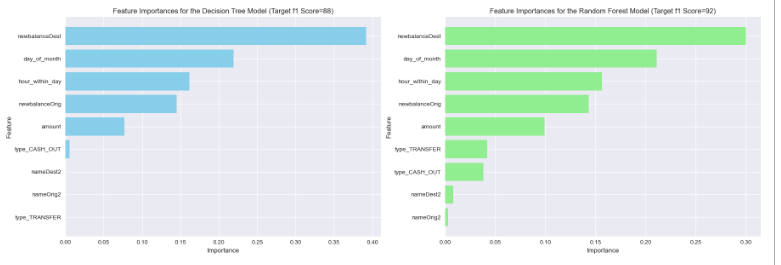 Feature Importances for the Decision Tree Model (Target f1 Score=88)
Feature
newbalanceDest
day_of_month
hour_within_day
newbalanceOrig
amount
type_CASH_OUT
nameDest2
nameOrig2
type_TRANSFER
0.00 0.05 0.10 0.15 0.20 0.25 0.30 0.35 0.40
Importance
Feature Importances for the Random Forest Model (Target f1 Score=92)
Feature
newbalanceDest
day_of_month
hour_within_day
newbalanceOrig
amount
type_TRANSFER
type_CASH_OUT
nameDest2
nameOrig2
0.00 0.05 0.10 0.15 0.20 0.25 0.30
Importance